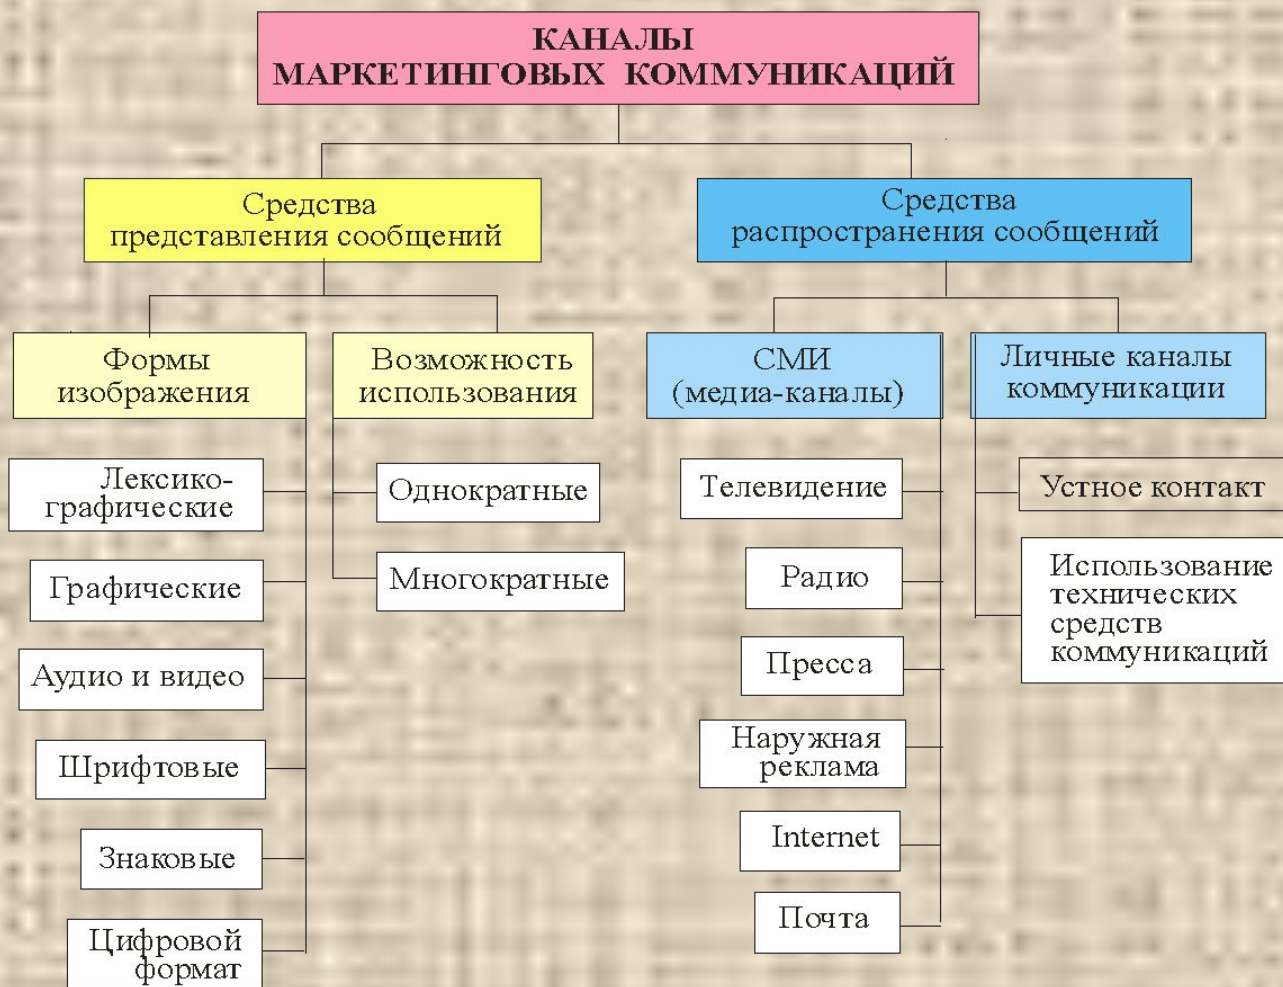 КАНАЛЫ
МАРКЕТИНГОВЫХ КОММУНИКАЦИЙ
Средства
представления сообщений
Средства
распространения сообщений
Формы
изображения
Возможность
использования
СМИ
(медиа-каналы)
Личные каналы
коммуникации
Лексико-
графические
Графические
Аудио и видео
Шрифтовые
Знаковые
Цифровой
формат
Однократные
Многократные
Телевидение
Радио
Пресса
Наружная
реклама
Internet
Почта
Устное контакт
Использование
технических
средств
коммуникаций